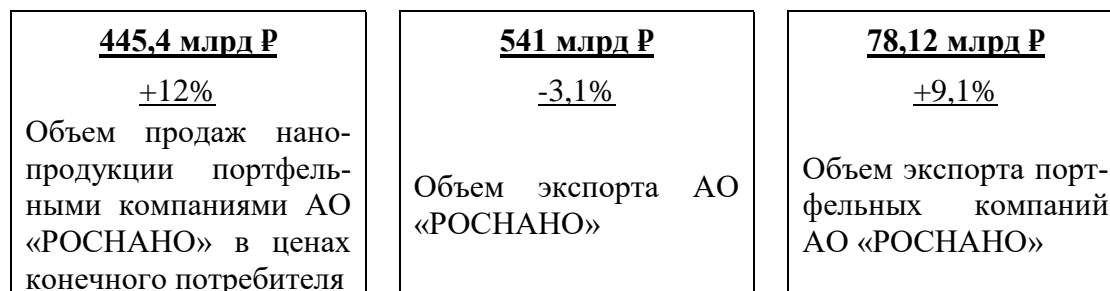 445,4 млрд ₽
+12%
Объем продаж нано-
продукции портфель-
ными компаниями АО
«РОСНАНО» в ценах
конечного потребителя
541 млрд ₽
-3,1%
Объем экспорта АО
«РОСНАНО»
78,12 млрд ₽
+9,1%
Объем экспорта порт-
фельных компаний
АО «РОСНАНО»